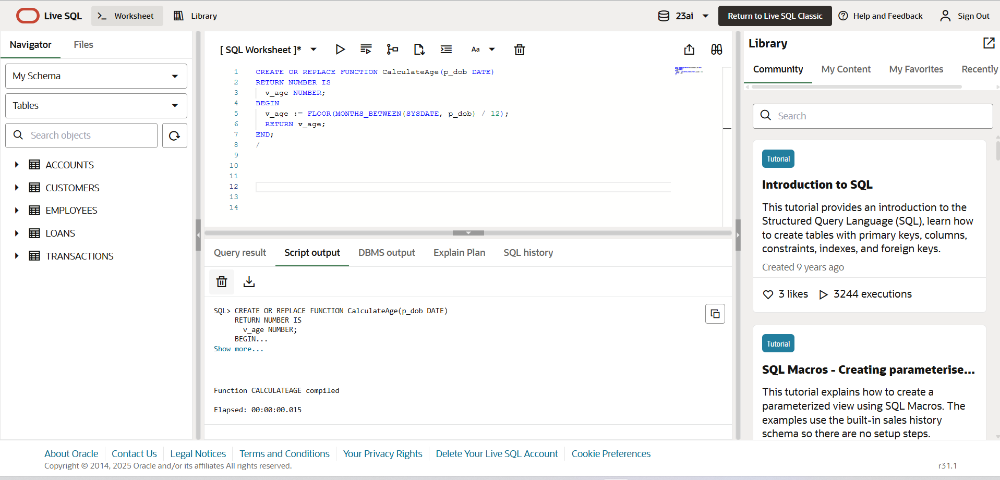 Live SQL
Worksheet
Library
23ai
Return to Live SQL Classic
Help and Feedback
Sign Out
Navigator
Files
My Schema
Tables
Search objects
ACCOUNTS
CUSTOMERS
EMPLOYEES
LOANS
TRANSACTIONS
[ SQL Worksheet ]*
Aa
1 CREATE OR REPLACE FUNCTION CalculateAge(p_dob DATE)
2 RETURN NUMBER IS
3   v_age NUMBER;
4 BEGIN
5   v_age := FLOOR(MONTHS_BETWEEN(SYSDATE, p_dob) / 12);
6   RETURN v_age;
7 END;
8 /
9
10
11
12
13
14
Query result
Script output
DBMS output
Explain Plan
SQL history
SQL> CREATE OR REPLACE FUNCTION CalculateAge(p_dob DATE)
RETURN NUMBER IS
  v_age NUMBER;
BEGIN...
Show more...
Function CALCULATEAGE compiled
Elapsed: 00:00:00.015
Library
Community
My Content
My Favorites
Recently
Search
Tutorial
Introduction to SQL
This tutorial provides an introduction to the
Structured Query Language (SQL), learn how
to create tables with primary keys, columns,
constraints, indexes, and foreign keys.
Created 9 years ago
3 likes
3244 executions
Tutorial
SQL Macros - Creating parameterise...
This tutorial explains how to create a
parameterized view using SQL Macros. The
examples use the built-in sales history
schema so there are no setup steps.
About Oracle
Contact Us
Legal Notices
Terms and Conditions
Your Privacy Rights
Delete Your Live SQL Account
Cookie Preferences
Copyright © 2014, 2025 Oracle and/or its affiliates All rights reserved.
r31.1